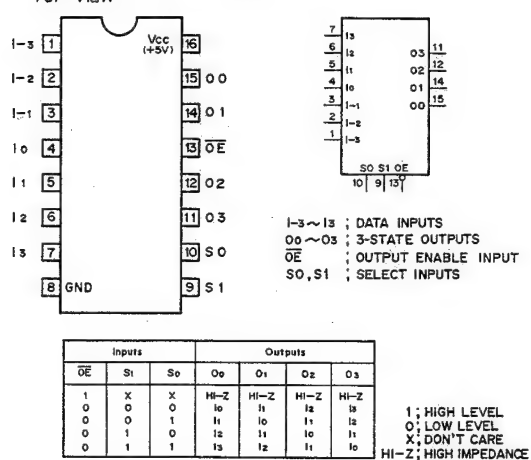 TOP VIEW
I-3 1
Vcc
(+5V)
16
I-2 2
15 O0
I-1 3
14 O1
I0 4
13 OE
I1 5
12 O2
I2 6
11 O3
I3 7
10 S0
8 GND
9 S1
7 I3
6 I2
5 I1
4 I0
3 I-1
2 I-2
1 I-3
O3 11
O2 12
O1 14
O0 15
S0 S1 OE
10 9 13
I-3~I3 ; DATA INPUTS
O0~O3 ; 3-STATE OUTPUTS
OE ; OUTPUT ENABLE INPUT
S0,S1 ; SELECT INPUTS
Inputs Outputs
OE S1 S0 O0 O1 O2 O3
1 X X HI-Z HI-Z HI-Z HI-Z
0 0 0 I0 I1 I2 I3
0 0 1 I1 I0 I1 I2
0 1 0 I2 I1 I0 I1
0 1 1 I3 I2 I1 I0
1 ; HIGH LEVEL
0 ; LOW LEVEL
X ; DON'T CARE
HI-Z ; HIGH IMPEDANCE